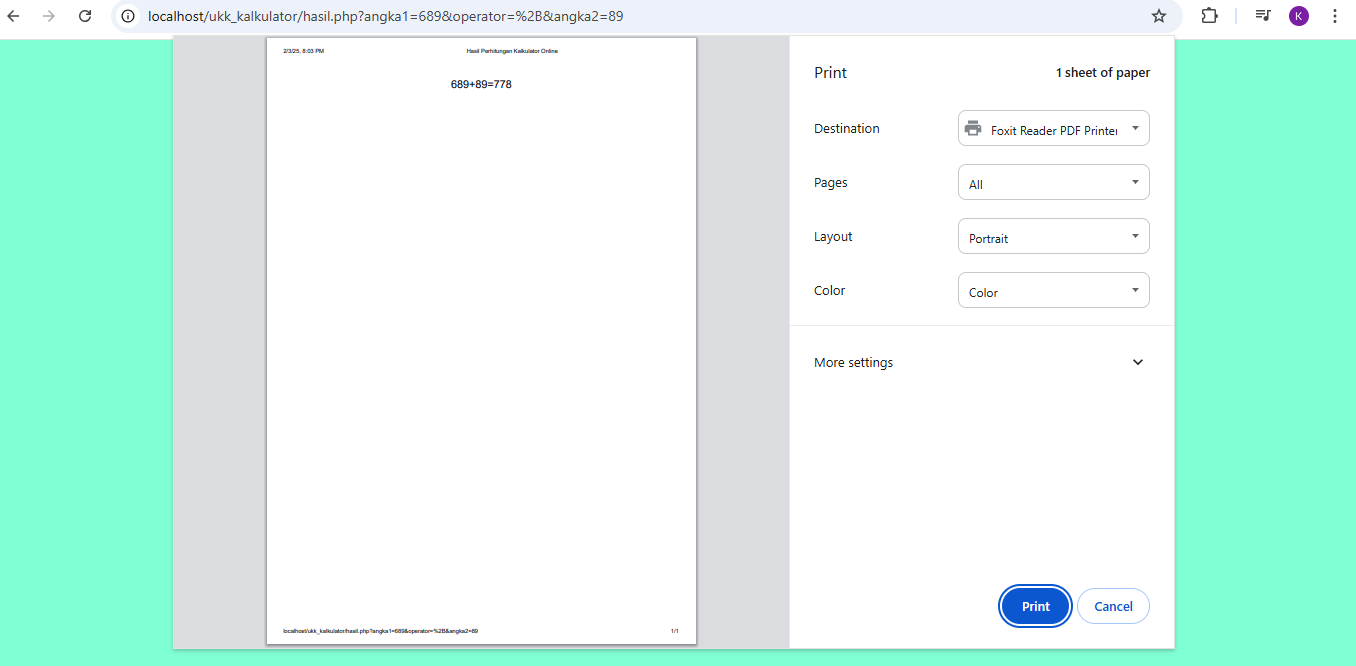 localhost/ukk_kalkulator/hasil.php?angka1=689&operator=%2B&angka2=89
K
2/3/25, 8:03 PM Hasil Perhitungan Kalkulator Online
689+89=778
localhost/ukk_kalkulator/hasil.php?angka1=689&operator=%2B&angka2=89 1/1
Print 1 sheet of paper
Destination Foxit Reader PDF Printer
Pages All
Layout Portrait
Color Color
More settings
Print Cancel